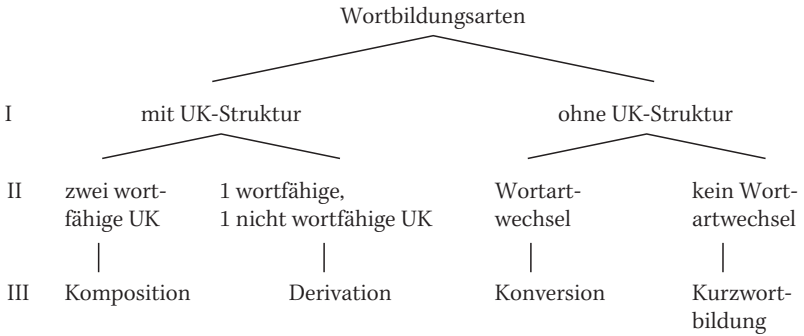 Wortbildungsarten
I mit UK-Struktur ohne UK-Struktur
II zwei wort- 1 wortfähige, Wortart- kein Wort-
fähige UK 1 nicht wortfähige UK wechsel artwechsel
III Komposition Derivation Konversion Kurzwort-
bildung